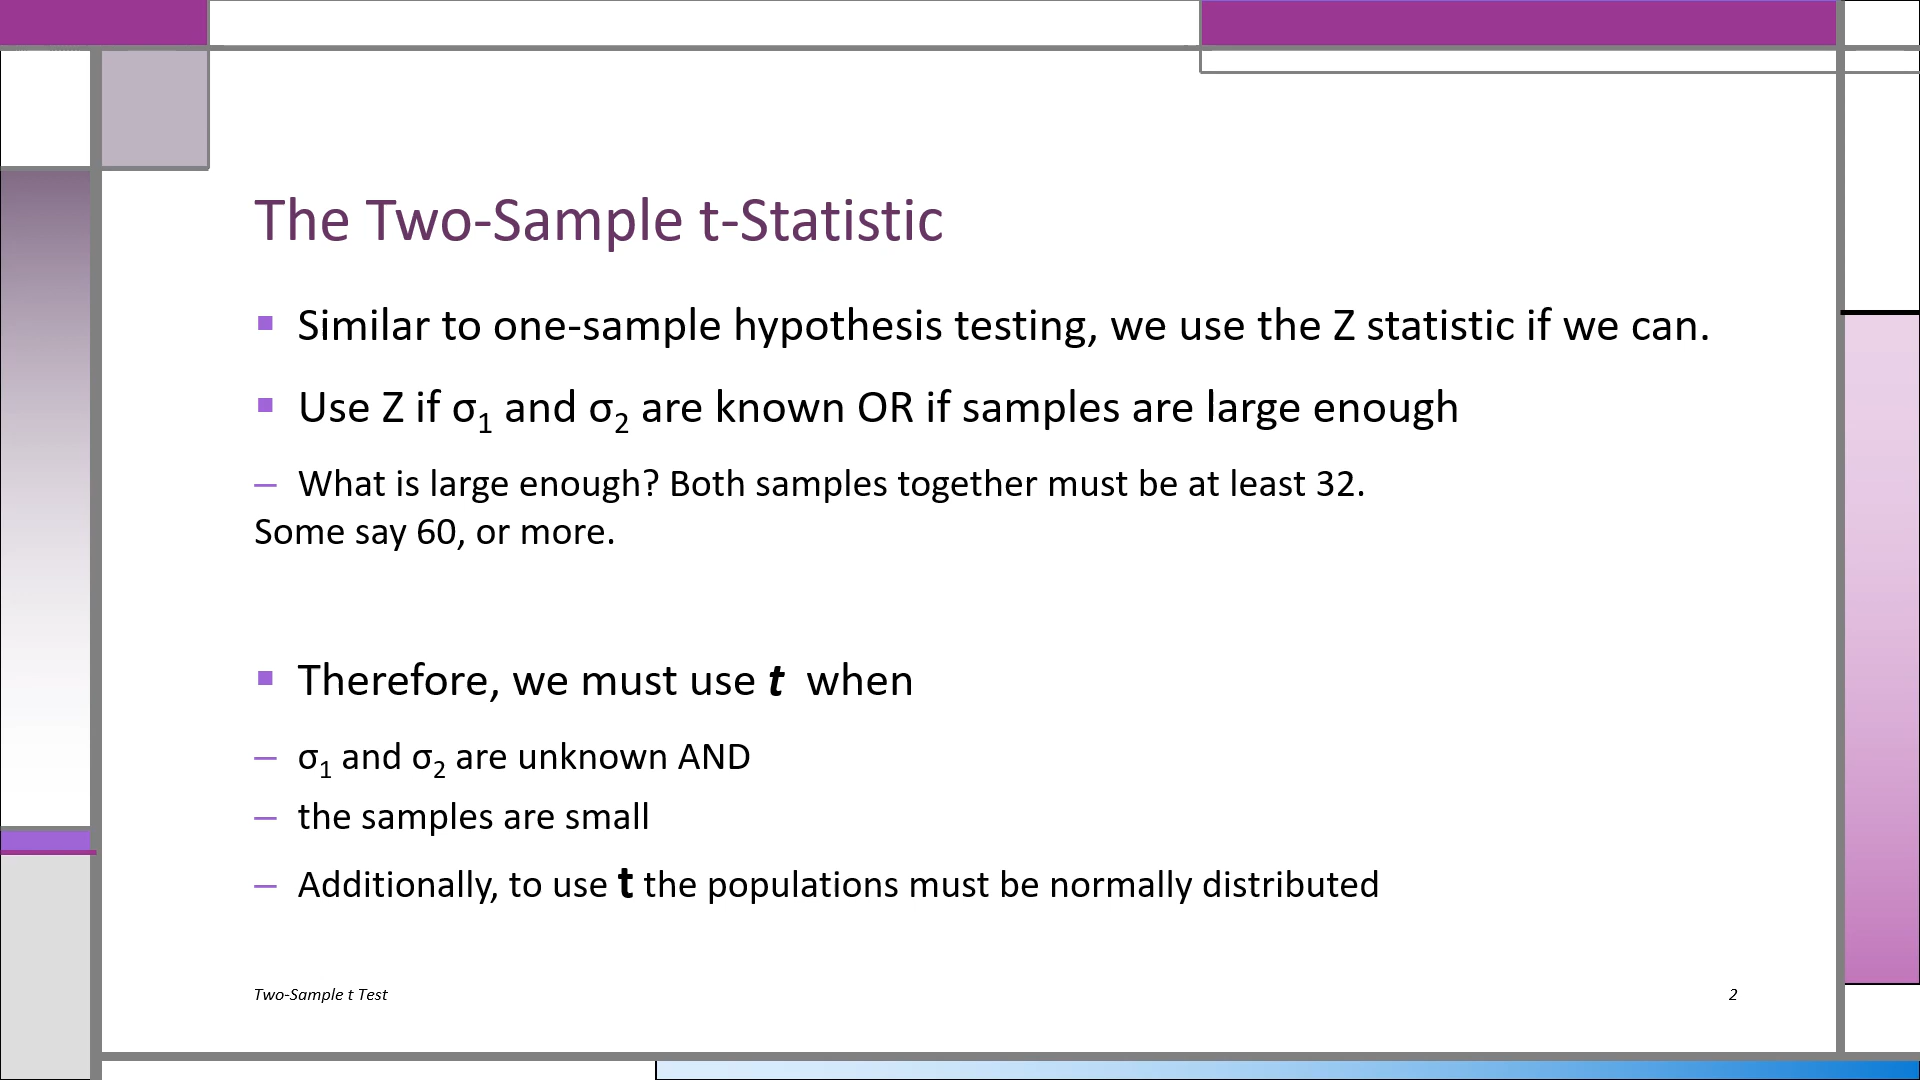 The Two-Sample t-Statistic
▪ Similar to one-sample hypothesis testing, we use the Z statistic if we can.
▪ Use Z if σ₁ and σ₂ are known OR if samples are large enough
– What is large enough? Both samples together must be at least 32.
Some say 60, or more.
▪ Therefore, we must use t when
– σ₁ and σ₂ are unknown AND
– the samples are small
– Additionally, to use t the populations must be normally distributed
Two-Sample t Test
2